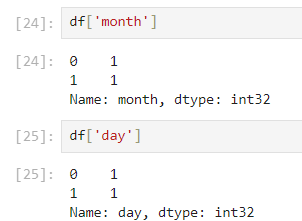 [24]: df['month']
[24]: 0    1
1    1
Name: month, dtype: int32
[25]: df['day']
[25]: 0    1
1    1
Name: day, dtype: int32